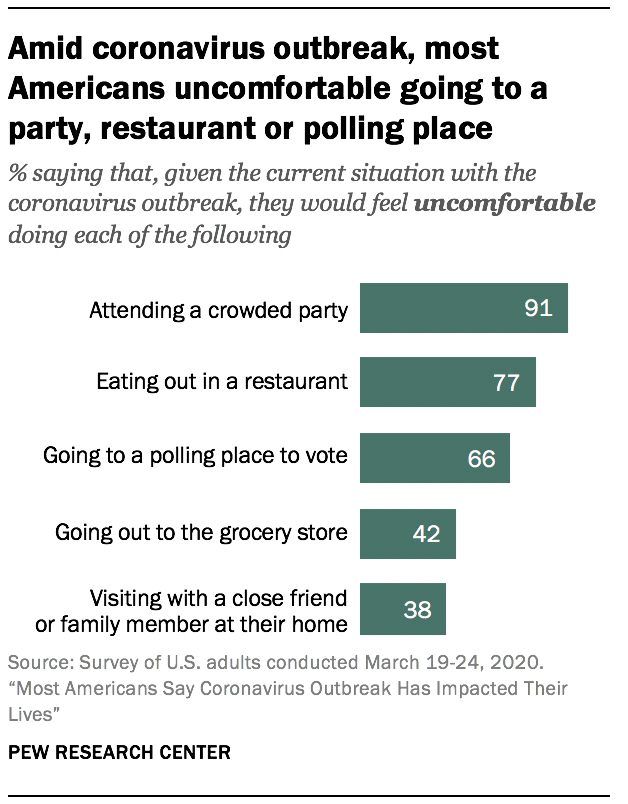 Amid coronavirus outbreak, most
Americans uncomfortable going to a
party, restaurant or polling place
% saying that, given the current situation with the
coronavirus outbreak, they would feel uncomfortable
doing each of the following
Attending a crowded party 91
Eating out in a restaurant 77
Going to a polling place to vote 66
Going out to the grocery store 42
Visiting with a close friend
or family member at their home 38
Source: Survey of U.S. adults conducted March 19-24, 2020.
“Most Americans Say Coronavirus Outbreak Has Impacted Their
Lives”
PEW RESEARCH CENTER